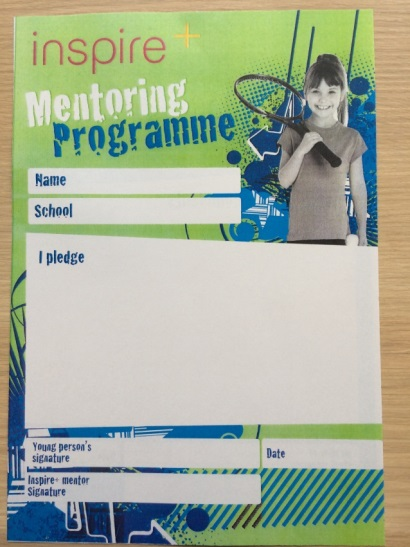 inspire+
Mentoring
Programme
Name
School
I pledge
Young person's
signature
Date
Inspire+ mentor
Signature